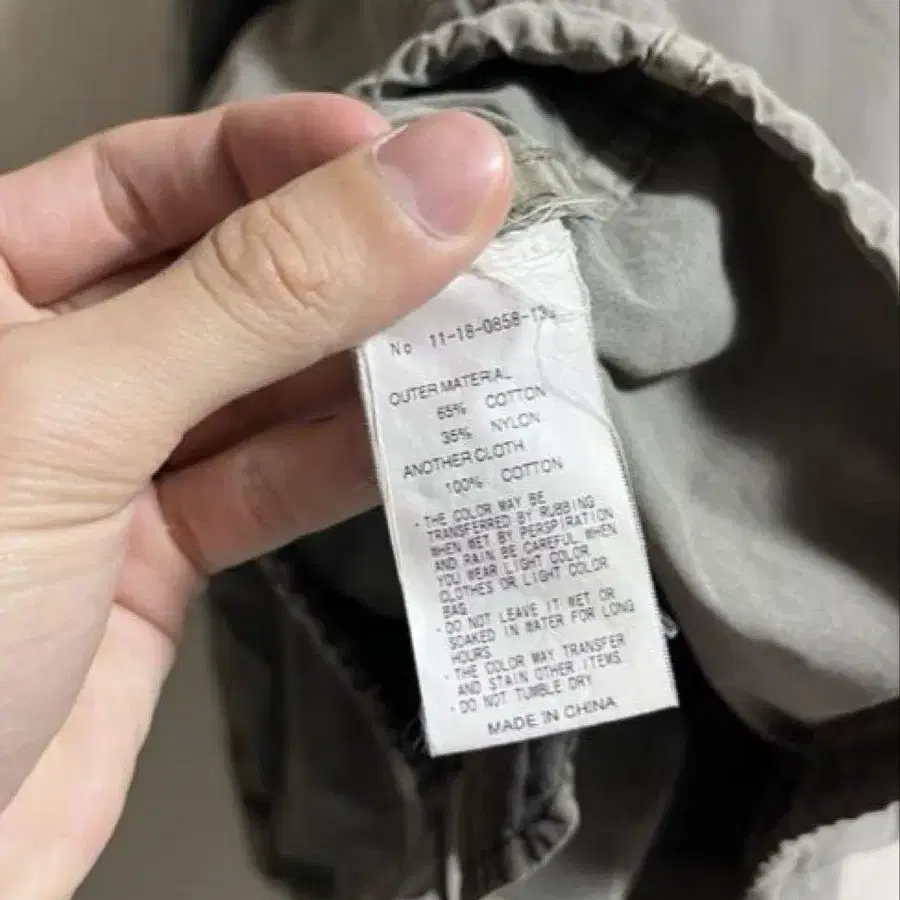 No 11-18-0858-13
OUTER MATERIAL
65% COTTON
35% NYLON
ANOTHER CLOTH
100% COTTON
- THE COLOR MAY BE
TRANSFERRED BY RUBBING
WHEN WET BY PERSPIRATION
AND RAIN BE CAREFUL WHEN
YOU WEAR LIGHT COLOR
CLOTHES OR LIGHT COLOR
BAG
- DO NOT LEAVE IT WET OR
SOAKED IN WATER FOR LONG
HOURS
- THE COLOR MAY TRANSFER
AND STAIN OTHER ITEMS.
- DO NOT TUMBLE DRY
MADE IN CHINA